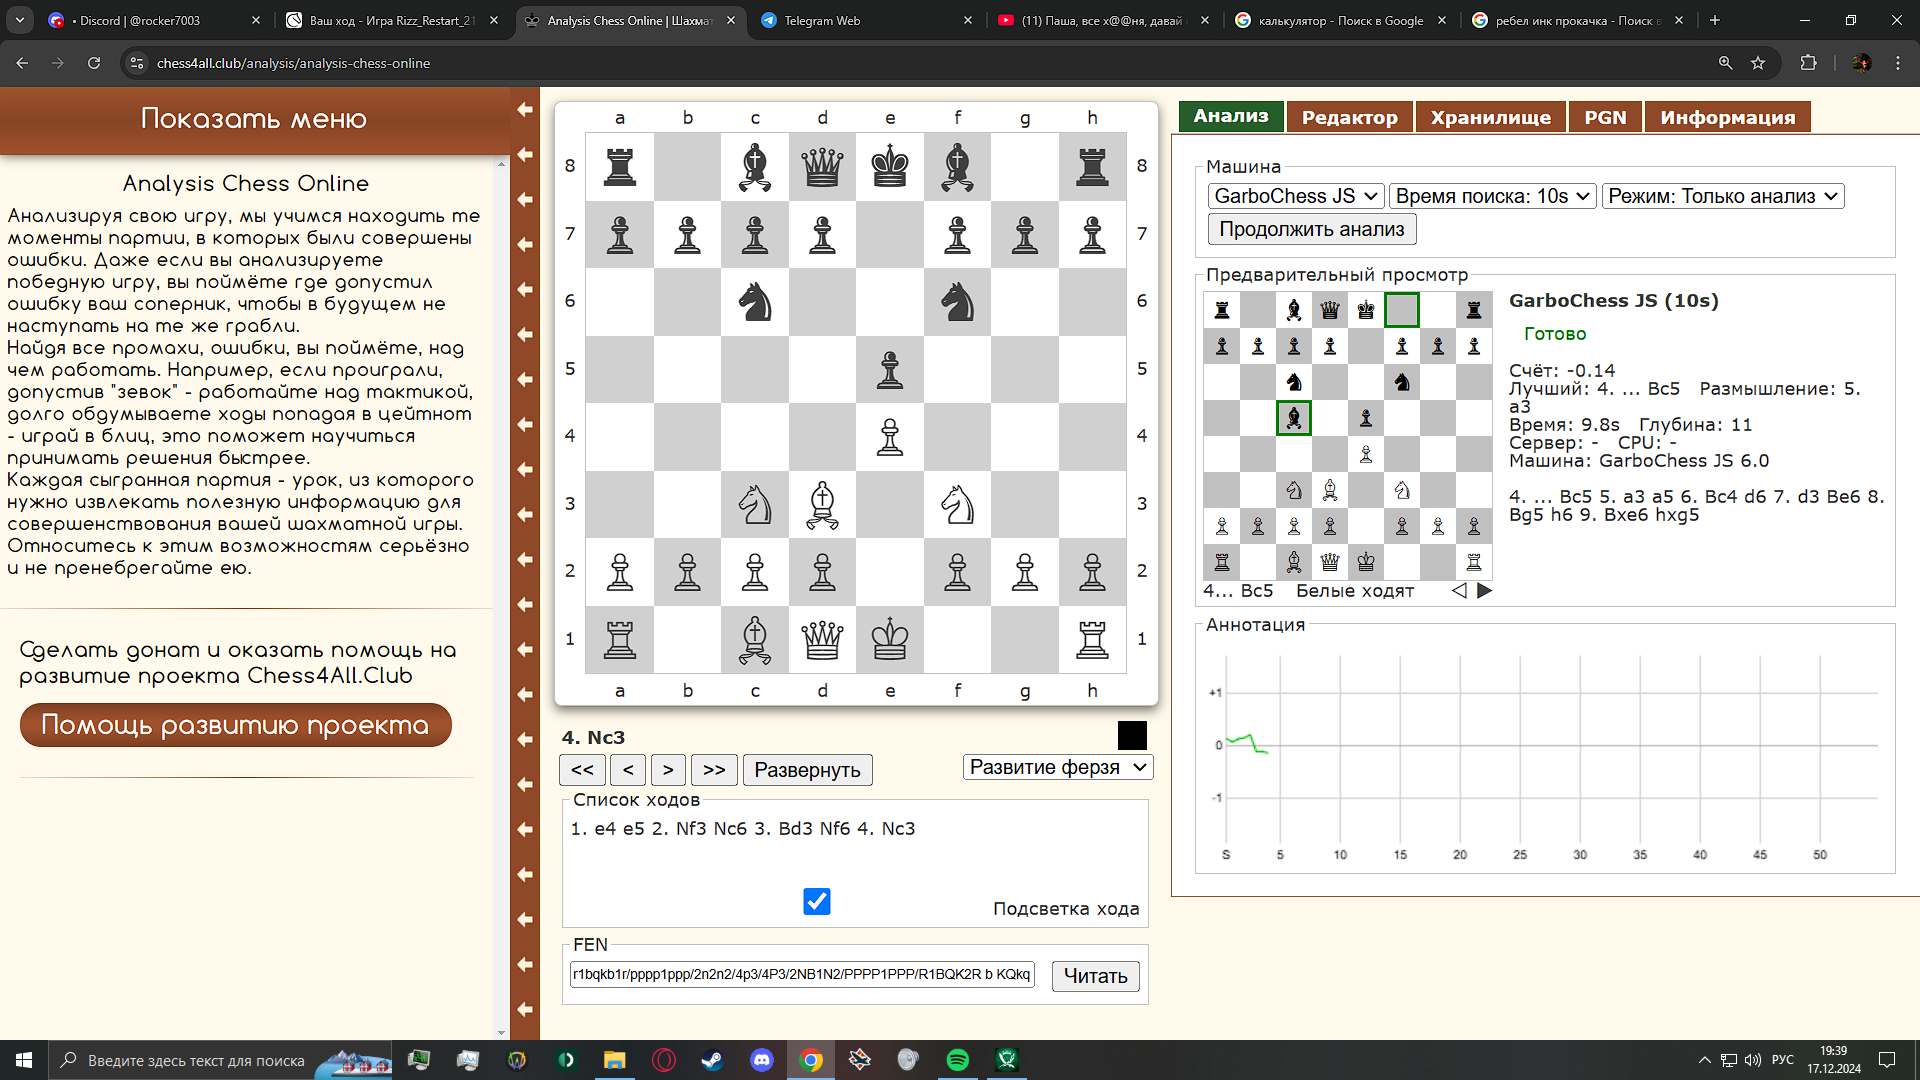 • Discord | @rocker7003
Ваш ход - Игра Rizz_Restart_21
Analysis Chess Online | Шахмат
Telegram Web
(11) Паша, все х@@ня, давай
калькулятор - Поиск в Google
ребел инк прокачка - Поиск в
chess4all.club/analysis/analysis-chess-online
Показать меню
Analysis Chess Online
Анализируя свою игру, мы учимся находить те
моменты партии, в которых были совершены
ошибки. Даже если вы анализируете
победную игру, вы поймёте где допустил
ошибку ваш соперник, чтобы в будущем не
наступать на те же грабли.
Найдя все промахи, ошибки, вы поймёте, над
чем работать. Например, если проиграли,
допустив "зевок" - работайте над тактикой,
долго обдумываете ходы попадая в цейтнот
- играй в блиц, это поможет научиться
принимать решения быстрее.
Каждая сыгранная партия - урок, из которого
нужно извлекать полезную информацию для
совершенствования вашей шахматной игры.
Относитесь к этим возможностям серьёзно
и не пренебрегайте ею.
Сделать донат и оказать помощь на
развитие проекта Chess4All.Club
Помощь развитию проекта
a b c d e f g h
8 8
7 7
6 6
5 5
4 4
3 3
2 2
1 1
a b c d e f g h
4. Nc3
<< < > >> Развернуть
Развитие ферзя
Список ходов
1. e4 e5 2. Nf3 Nc6 3. Bd3 Nf6 4. Nc3
Подсветка хода
FEN
r1bqkb1r/pppp1ppp/2n2n2/4p3/4P3/2NB1N2/PPPP1PPP/R1BQK2R b KQkq
Читать
Анализ
Редактор
Хранилище
PGN
Информация
Машина
GarboChess JS
Время поиска: 10s
Режим: Только анализ
Продолжить анализ
Предварительный просмотр
GarboChess JS (10s)
Готово
Счёт: -0.14
Лучший: 4. ... Bc5 Размышление: 5.
a3
Время: 9.8s Глубина: 11
Сервер: - CPU: -
Машина: GarboChess JS 6.0
4. ... Bc5 5. a3 a5 6. Bc4 d6 7. d3 Be6 8.
Bg5 h6 9. Bxe6 hxg5
4... Bc5 Белые ходят
Аннотация
+1
0
-1
S 5 10 15 20 25 30 35 40 45 50
Введите здесь текст для поиска
РУС
19:39
17.12.2024